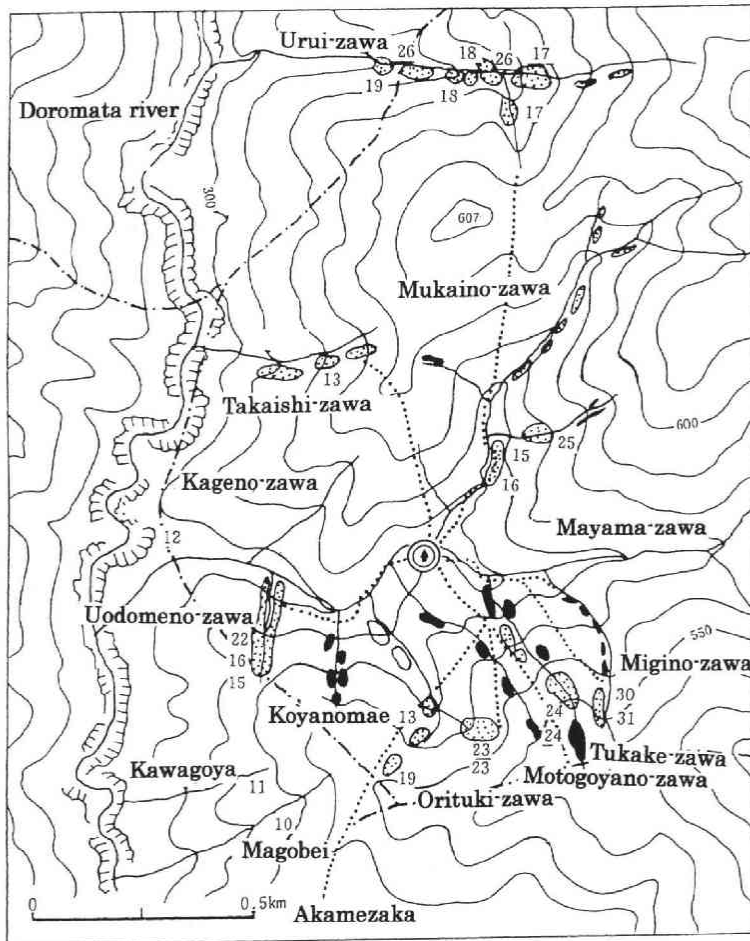 Urui-zawa
26
18
26
17
19
18
17
Doromata river
300
607
Mukaino-zawa
13
Takaishi-zawa
600
15
25
16
Kageno-zawa
12
Mayama-zawa
Uodomeno-zawa
22
16
15
550
Migino-zawa
30
31
Koyanomae
13
24
24
23
23
Tukake-zawa
Motogoyano-zawa
19
Kawagoya
11
Orituki-zawa
10
Magobei
0
0.5km
Akamezaka